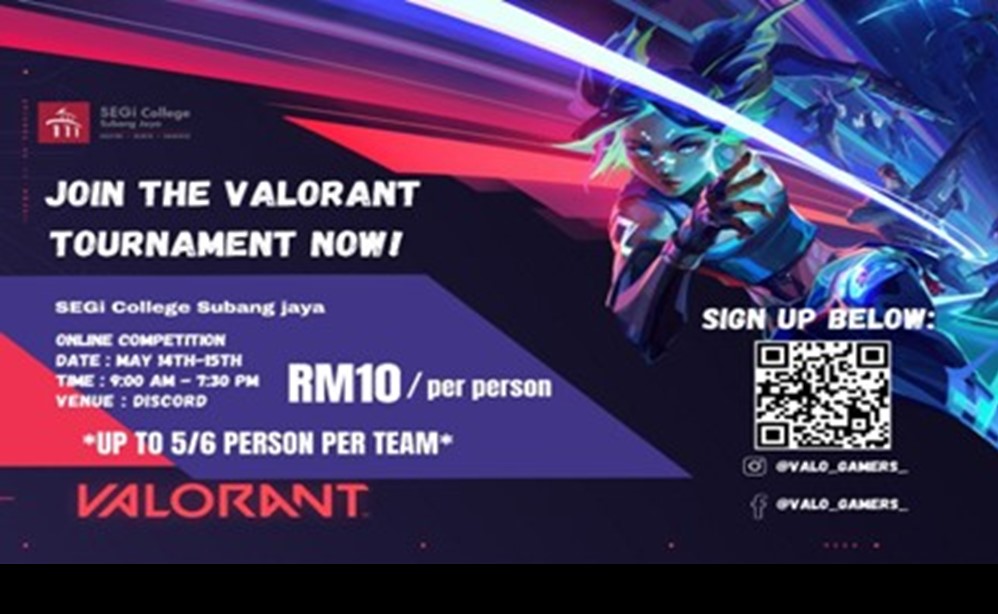 SEGi College
Subang Jaya
JOIN THE VALORANT
TOURNAMENT NOW!
SEGi College Subang jaya
ONLINE COMPETITION
DATE : MAY 14TH-15TH
TIME : 9:00 AM - 7:30 PM
VENUE : DISCORD
RM10 / per person
*UP TO 5/6 PERSON PER TEAM*
VALORANT
SIGN UP BELOW:
@VALO_GAMERS_
@VALO_GAMERS_